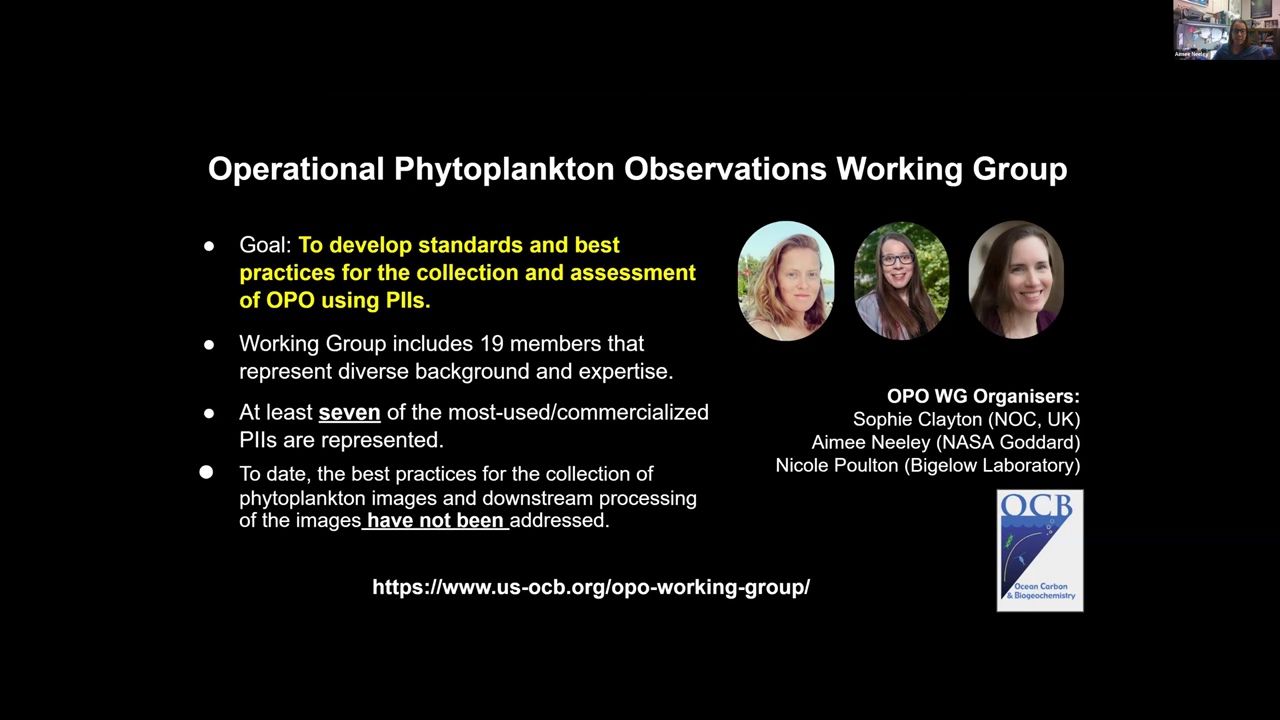 Aimee Neeley
Operational Phytoplankton Observations Working Group
● Goal: To develop standards and best
practices for the collection and assessment
of OPO using PIIs.
● Working Group includes 19 members that
represent diverse background and expertise.
● At least seven of the most-used/commercialized
PIIs are represented.
● To date, the best practices for the collection of
phytoplankton images and downstream processing
of the images have not been addressed.
OPO WG Organisers:
Sophie Clayton (NOC, UK)
Aimee Neeley (NASA Goddard)
Nicole Poulton (Bigelow Laboratory)
OCB
Ocean Carbon
& Biogeochemistry
https://www.us-ocb.org/opo-working-group/